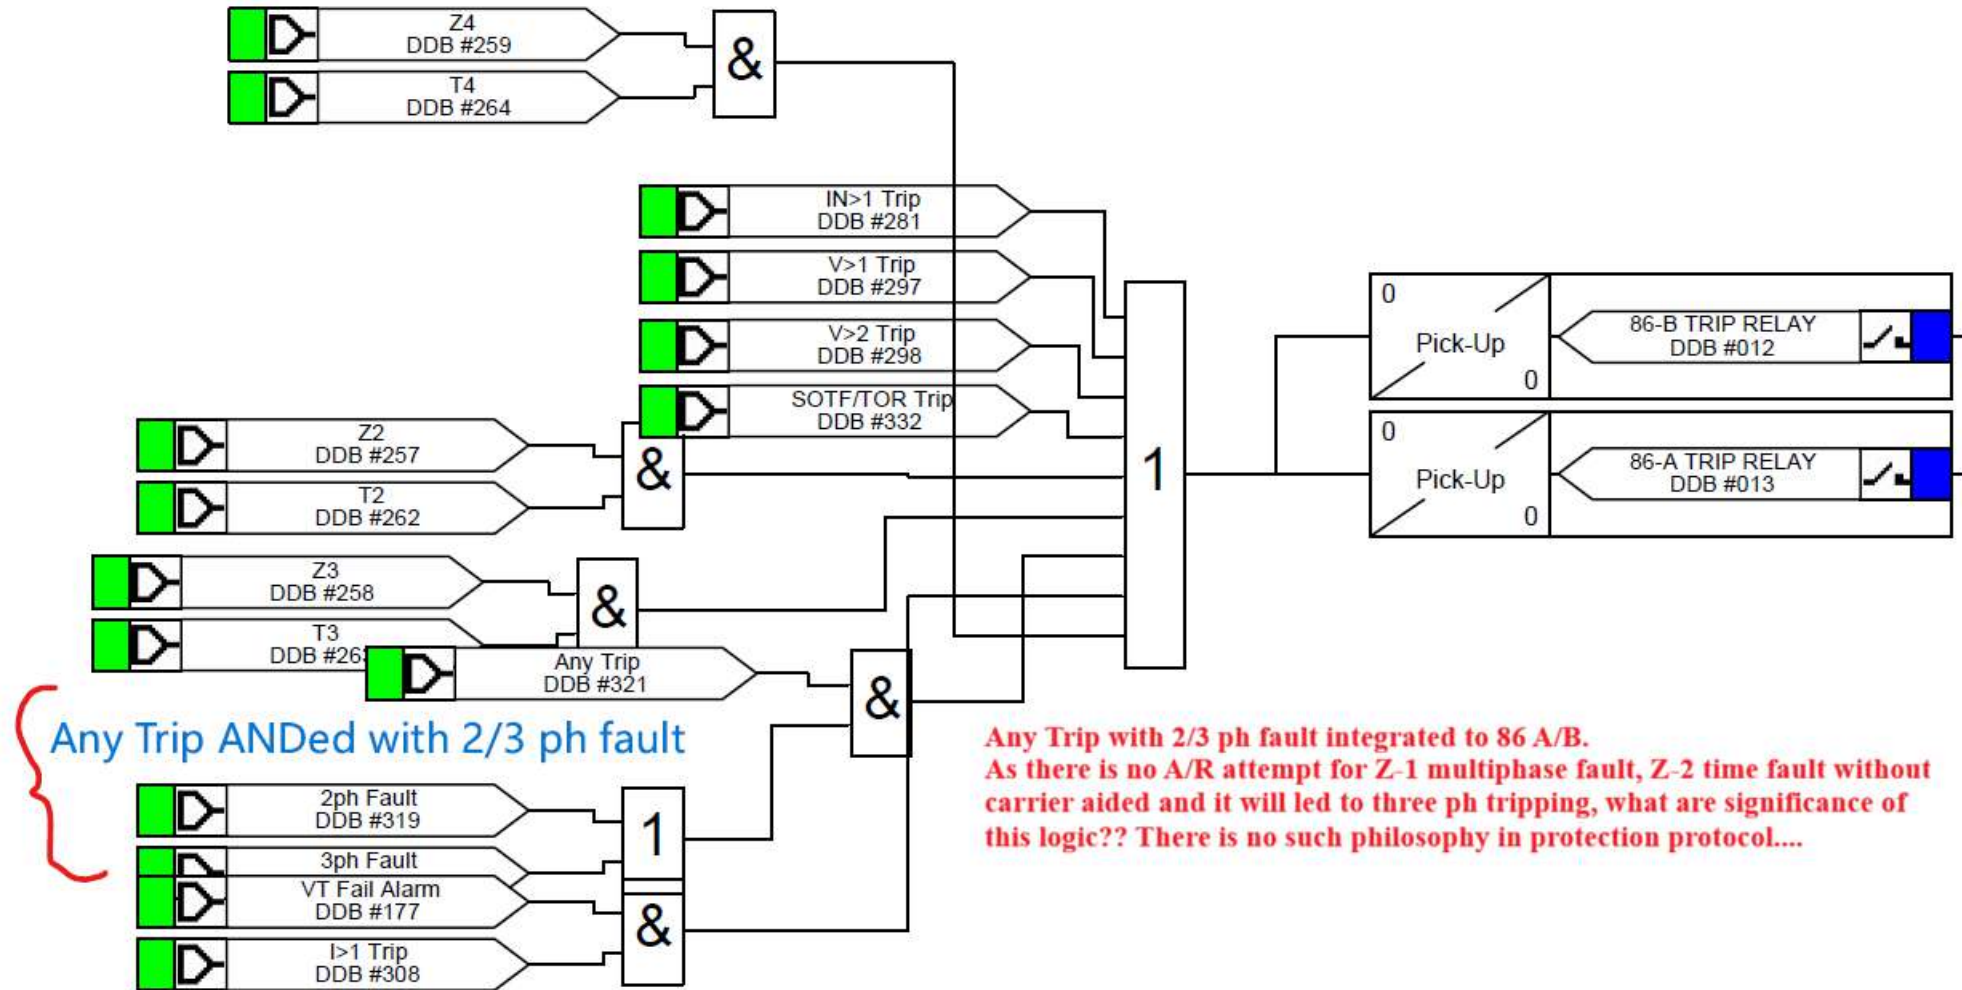 Z4
DDB #259
T4
DDB #264
&
IN>1 Trip
DDB #281
V>1 Trip
DDB #297
V>2 Trip
DDB #298
SOTF/TOR Trip
DDB #332
Z2
DDB #257
T2
DDB #262
&
Z3
DDB #258
T3
DDB #26
&
Any Trip
DDB #321
&
1
0
Pick-Up
0
86-B TRIP RELAY
DDB #012
0
Pick-Up
0
86-A TRIP RELAY
DDB #013
Any Trip ANDed with 2/3 ph fault
2ph Fault
DDB #319
3ph Fault
1
VT Fail Alarm
DDB #177
I>1 Trip
DDB #308
&
Any Trip with 2/3 ph fault integrated to 86 A/B.
As there is no A/R attempt for Z-1 multiphase fault, Z-2 time fault without
carrier aided and it will led to three ph tripping, what are significance of
this logic?? There is no such philosophy in protection protocol....